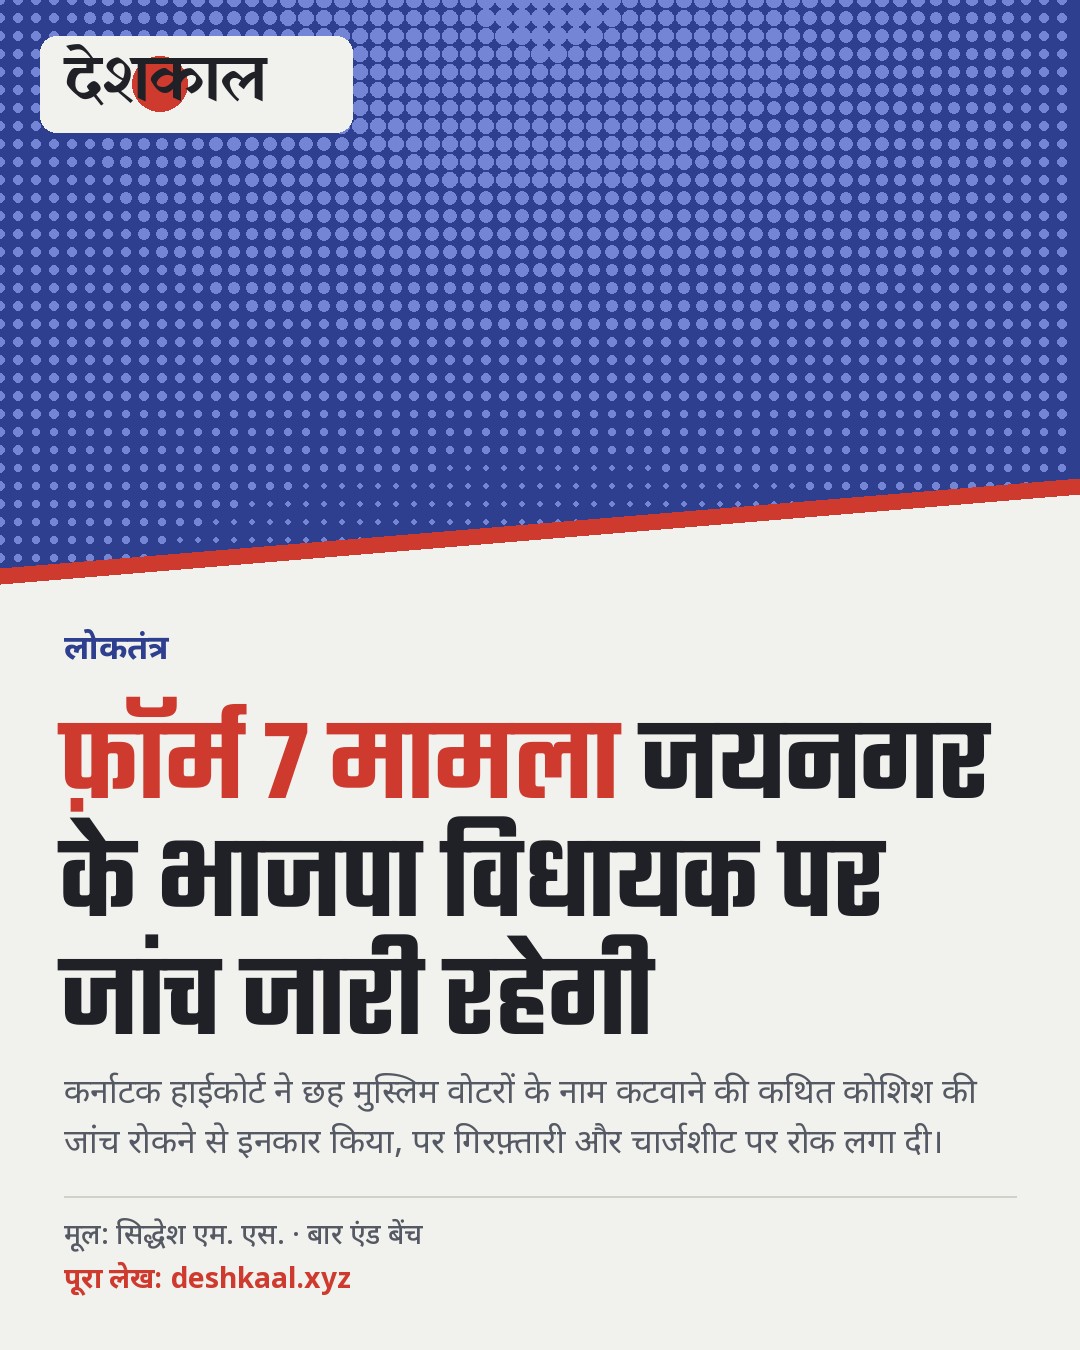 देशकाल
लोकतंत्र
फ़ॉर्म 7 मामला जयनगर
के भाजपा विधायक पर
जांच जारी रहेगी
कर्नाटक हाईकोर्ट ने छह मुस्लिम वोटरों के नाम कटवाने की कथित कोशिश की
जांच रोकने से इनकार किया, पर गिरफ़्तारी और चार्जशीट पर रोक लगा दी।
मूल: सिद्धेश एम. एस. · बार एंड बेंच
पूरा लेख: deshkaal.xyz